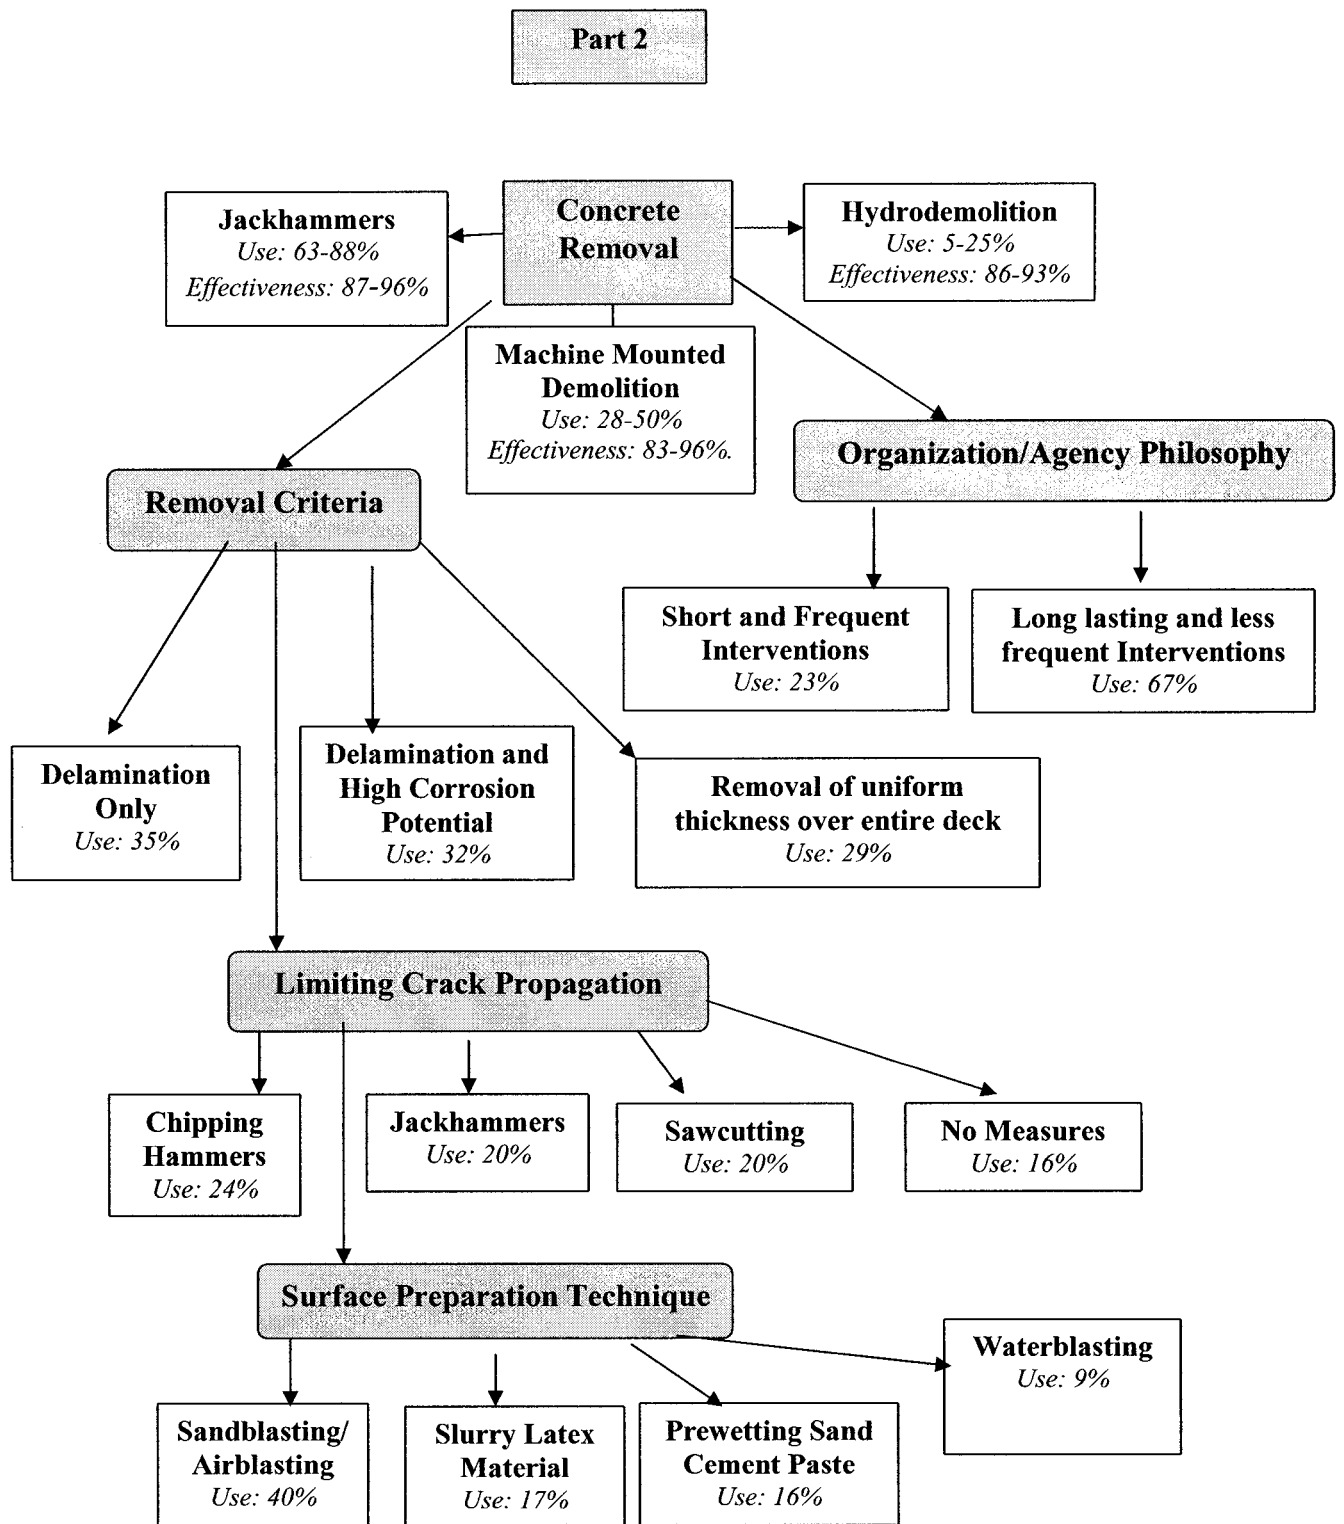 Part 2
Jackhammers
Use: 63-88%
Effectiveness: 87-96%
Concrete
Removal
Hydrodemolition
Use: 5-25%
Effectiveness: 86-93%
Machine Mounted
Demolition
Use: 28-50%
Effectiveness: 83-96%.
Organization/Agency Philosophy
Removal Criteria
Short and Frequent
Interventions
Use: 23%
Long lasting and less
frequent Interventions
Use: 67%
Delamination
Only
Use: 35%
Delamination and
High Corrosion
Potential
Use: 32%
Removal of uniform
thickness over entire deck
Use: 29%
Limiting Crack Propagation
Chipping
Hammers
Use: 24%
Jackhammers
Use: 20%
Sawcutting
Use: 20%
No Measures
Use: 16%
Surface Preparation Technique
Waterblasting
Use: 9%
Sandblasting/
Airblasting
Use: 40%
Slurry Latex
Material
Use: 17%
Prewetting Sand
Cement Paste
Use: 16%